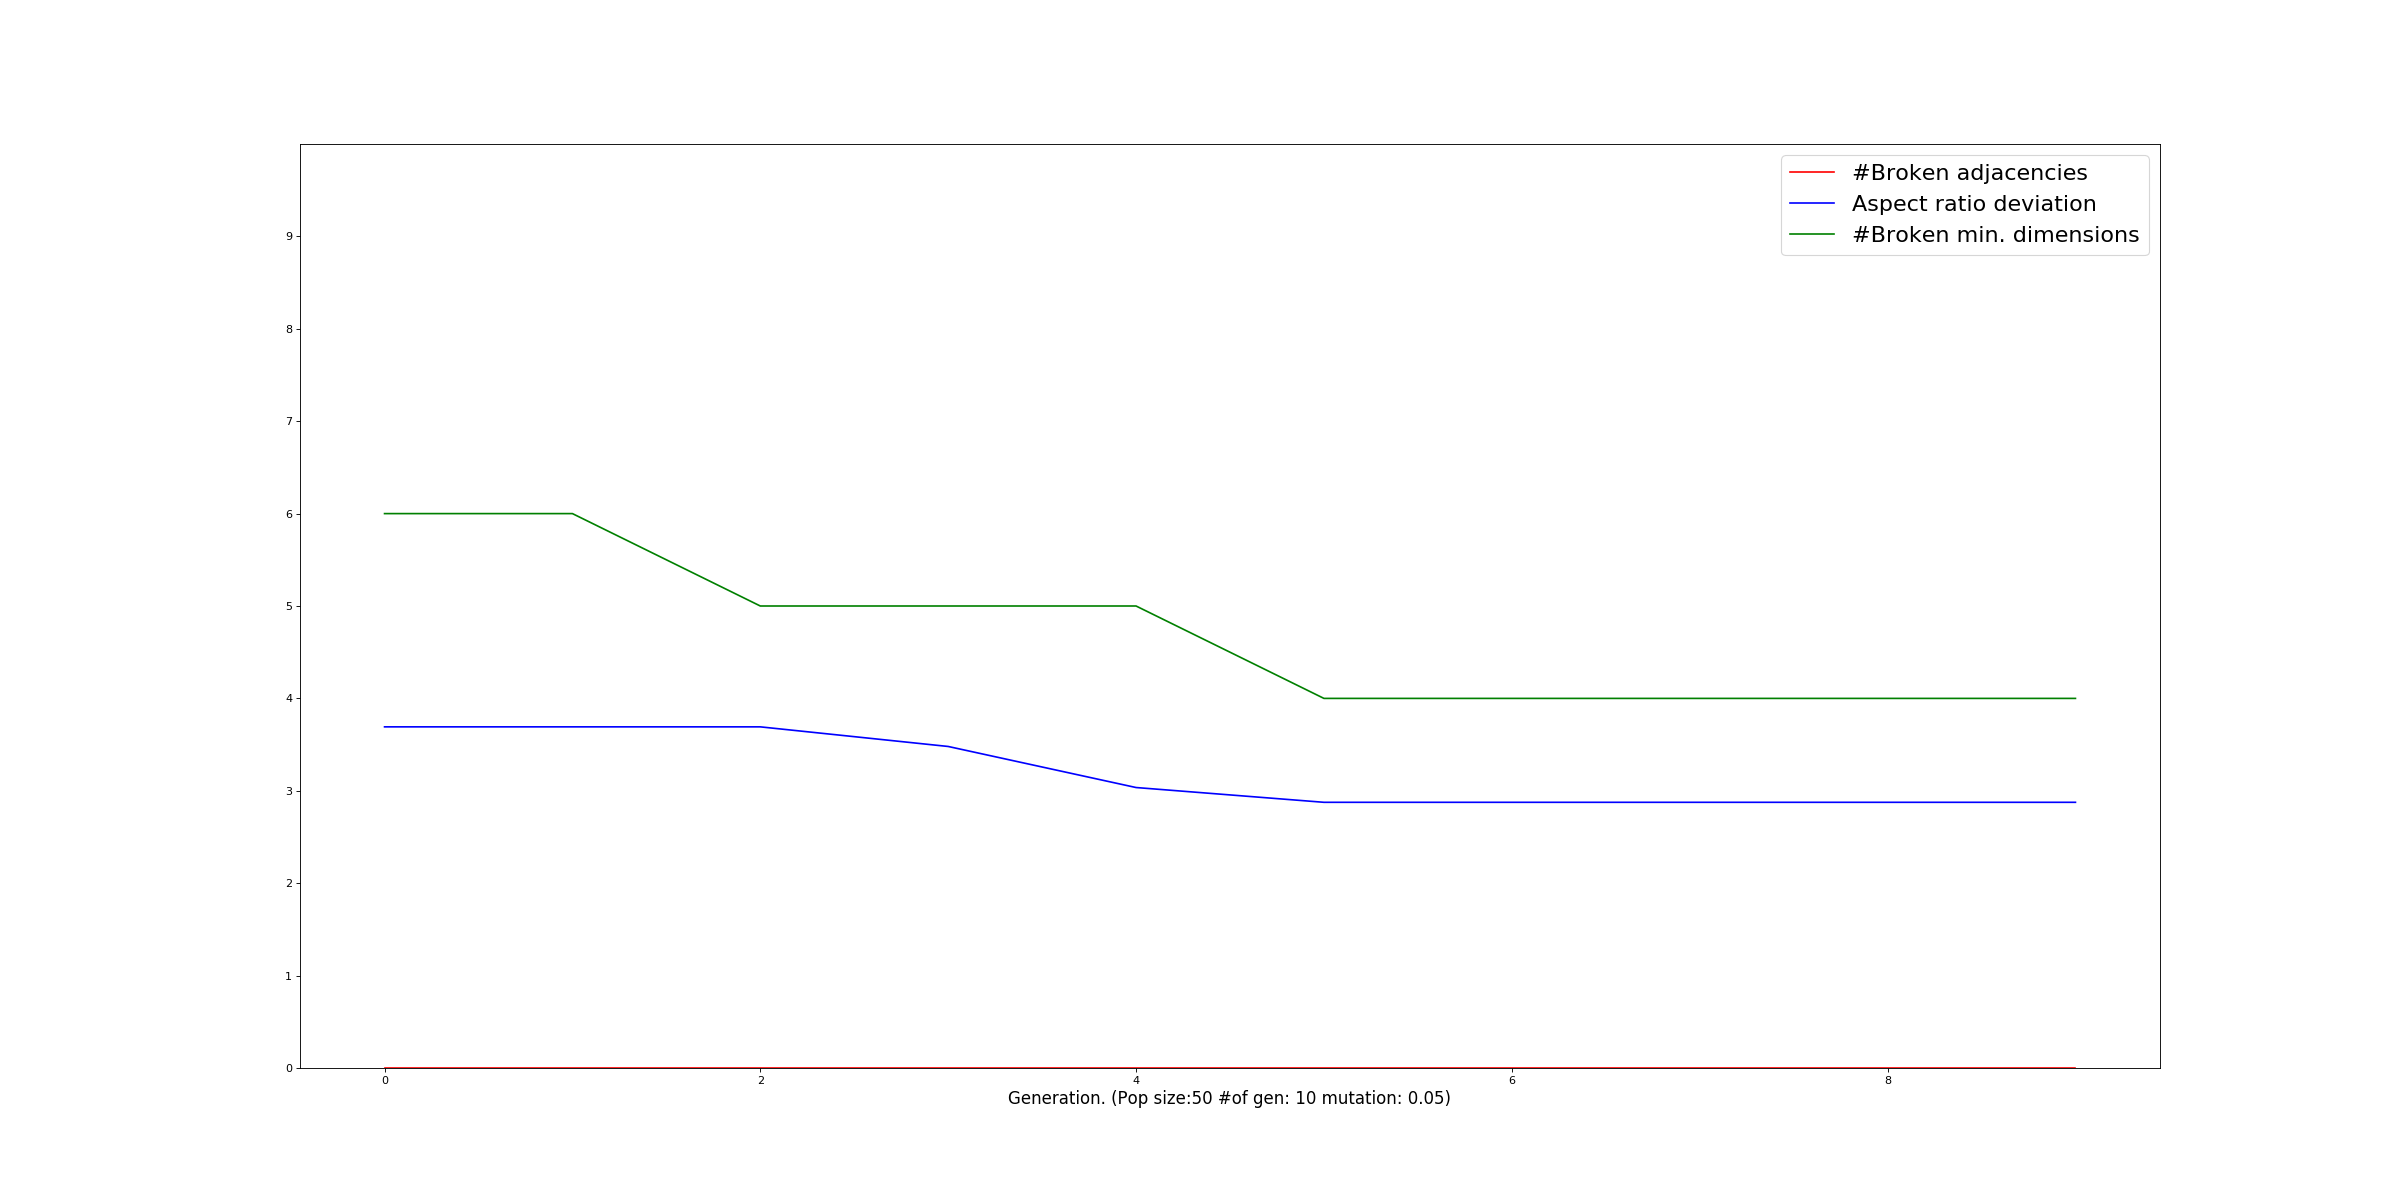 #Broken adjacencies
Aspect ratio deviation
#Broken min. dimensions
9
8
7
6
5
4
3
2
1
0
0 2 4 6 8
Generation. (Pop size:50 #of gen: 10 mutation: 0.05)